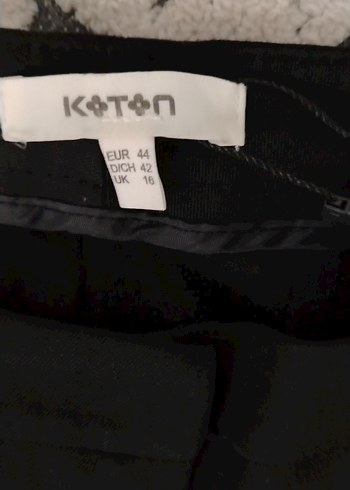 KOTON
EUR 44
D/CH 42
UK 16